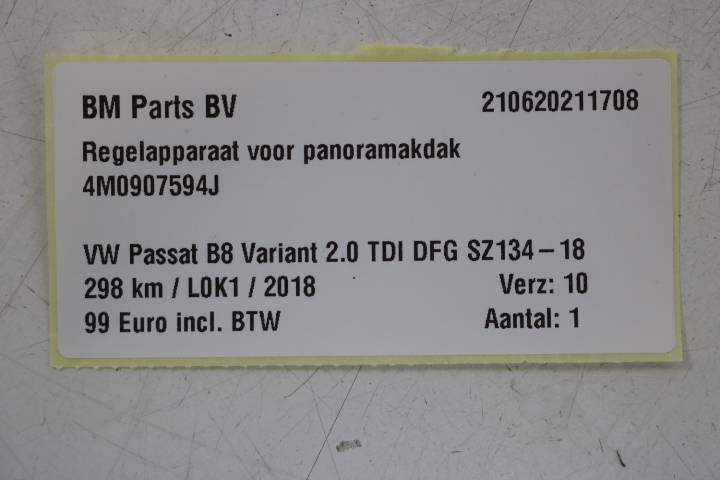 BM Parts BV 210620211708
Regelapparaat voor panoramakdak
4M0907594J
VW Passat B8 Variant 2.0 TDI DFG SZ134-18
298 km / L0K1 / 2018 Verz: 10
99 Euro incl. BTW Aantal: 1